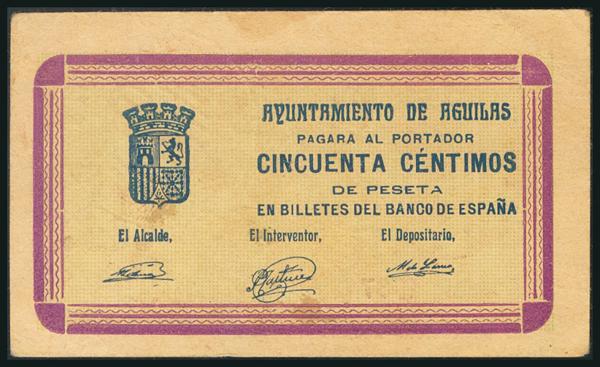 AYUNTAMIENTO DE AGUILAS
PAGARA AL PORTADOR
CINCUENTA CÉNTIMOS
DE PESETA
EN BILLETES DEL BANCO DE ESPAÑA
El Alcalde, El Interventor, El Depositario,